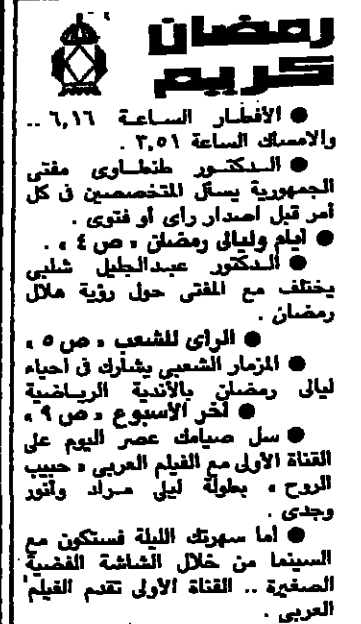 رمضان
كريم
● الأفطار الساعة ٦,١٦ ..
والامساك الساعة ٣,٥١ .
● الدكتور طنطاوى مفتى
الجمهورية يسأل المتخصصين فى كل
أمر قبل اصدار رأى أو فتوى .
● أيام وليالى رمضان « ص ٤ » .
● الدكتور عبدالجليل شلبى
يختلف مع المفتى حول رؤية هلال
رمضان .
● الرأى للشعب « ص ٥ »
● المزمار الشعبى يشارك فى احياء
ليالى رمضان بالأندية الرياضية
● أخر الأسبوع « ص ٩ »
● سل صيامك عصر اليوم على
القناة الأولى مع الفيلم العربى « حبيب
الروح » بطولة ليلى مراد وأنور
وجدى .
● أما سهرتك الليلة فستكون مع
السينما من خلال الشاشة الفضية
الصغيرة .. القناة الأولى تقدم الفيلم
العربى .